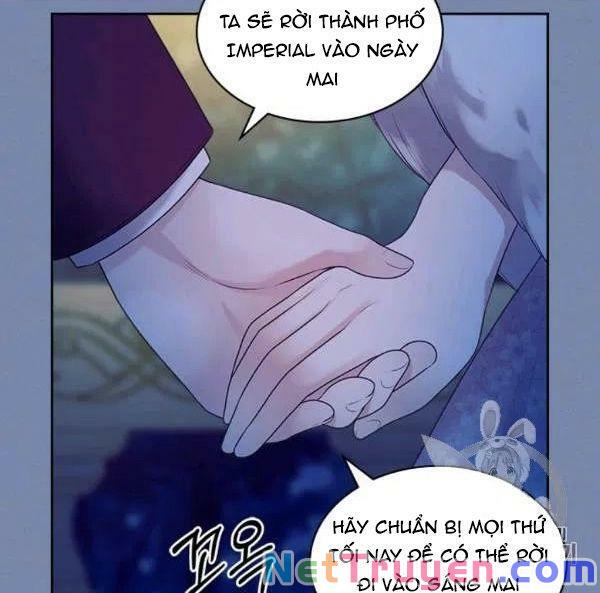 TA SẼ RỜI THÀNH PHỐ
IMPERIAL VÀO NGÀY
MAI
꼬옥
HÃY CHUẨN BỊ MỌI THỨ
TỐI NAY ĐỂ CÓ THỂ RỜI
ĐI VÀO SÁNG MAI
NetTruyen.com